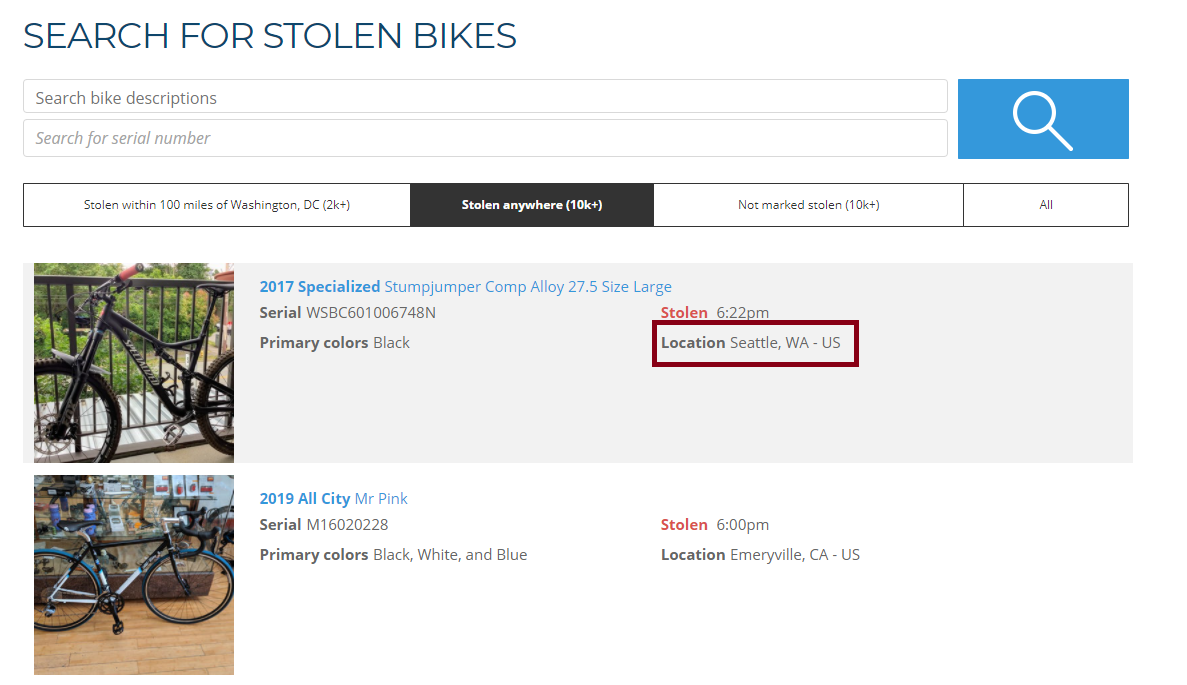 SEARCH FOR STOLEN BIKES
Search bike descriptions
Search for serial number
Stolen within 100 miles of Washington, DC (2k+)
Stolen anywhere (10k+)
Not marked stolen (10k+)
All
2017 Specialized Stumpjumper Comp Alloy 27.5 Size Large
Serial WSBC601006748N
Stolen 6:22pm
Primary colors Black
Location Seattle, WA - US
2019 All City Mr Pink
Serial M16020228
Stolen 6:00pm
Primary colors Black, White, and Blue
Location Emeryville, CA - US